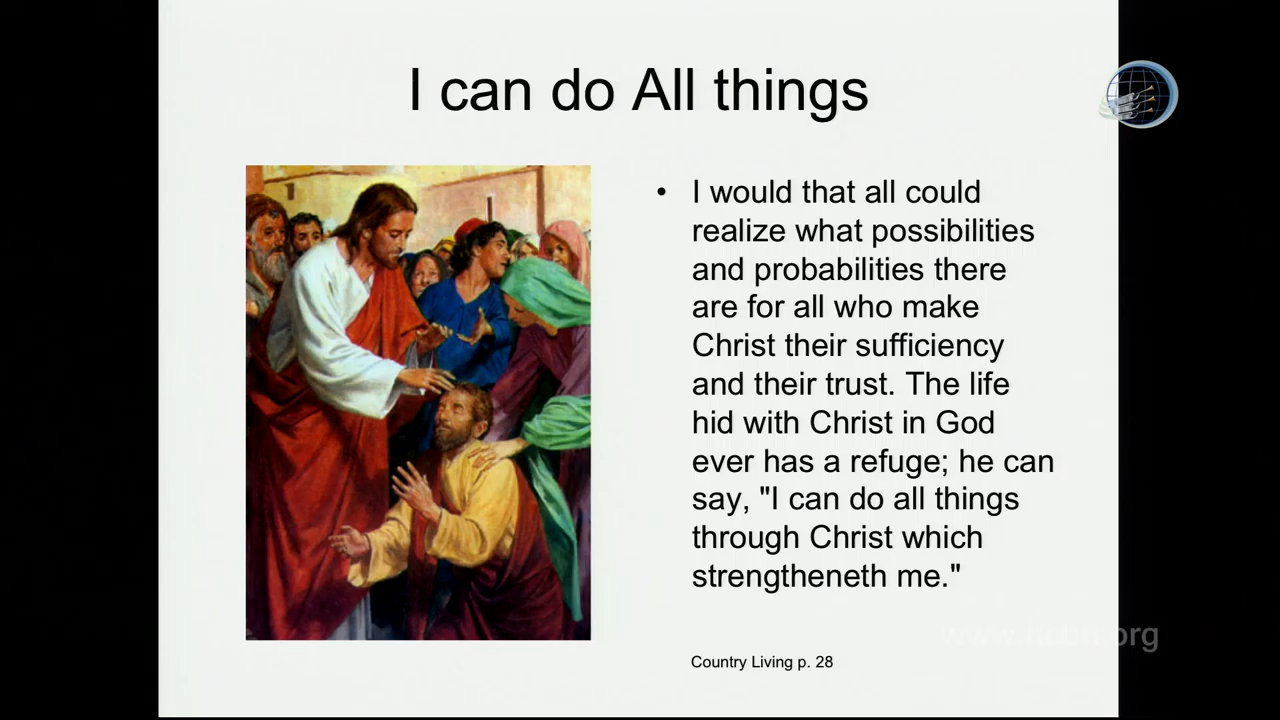 I can do All things
• I would that all could
realize what possibilities
and probabilities there
are for all who make
Christ their sufficiency
and their trust. The life
hid with Christ in God
ever has a refuge; he can
say, "I can do all things
through Christ which
strengtheneth me."
Country Living p. 28